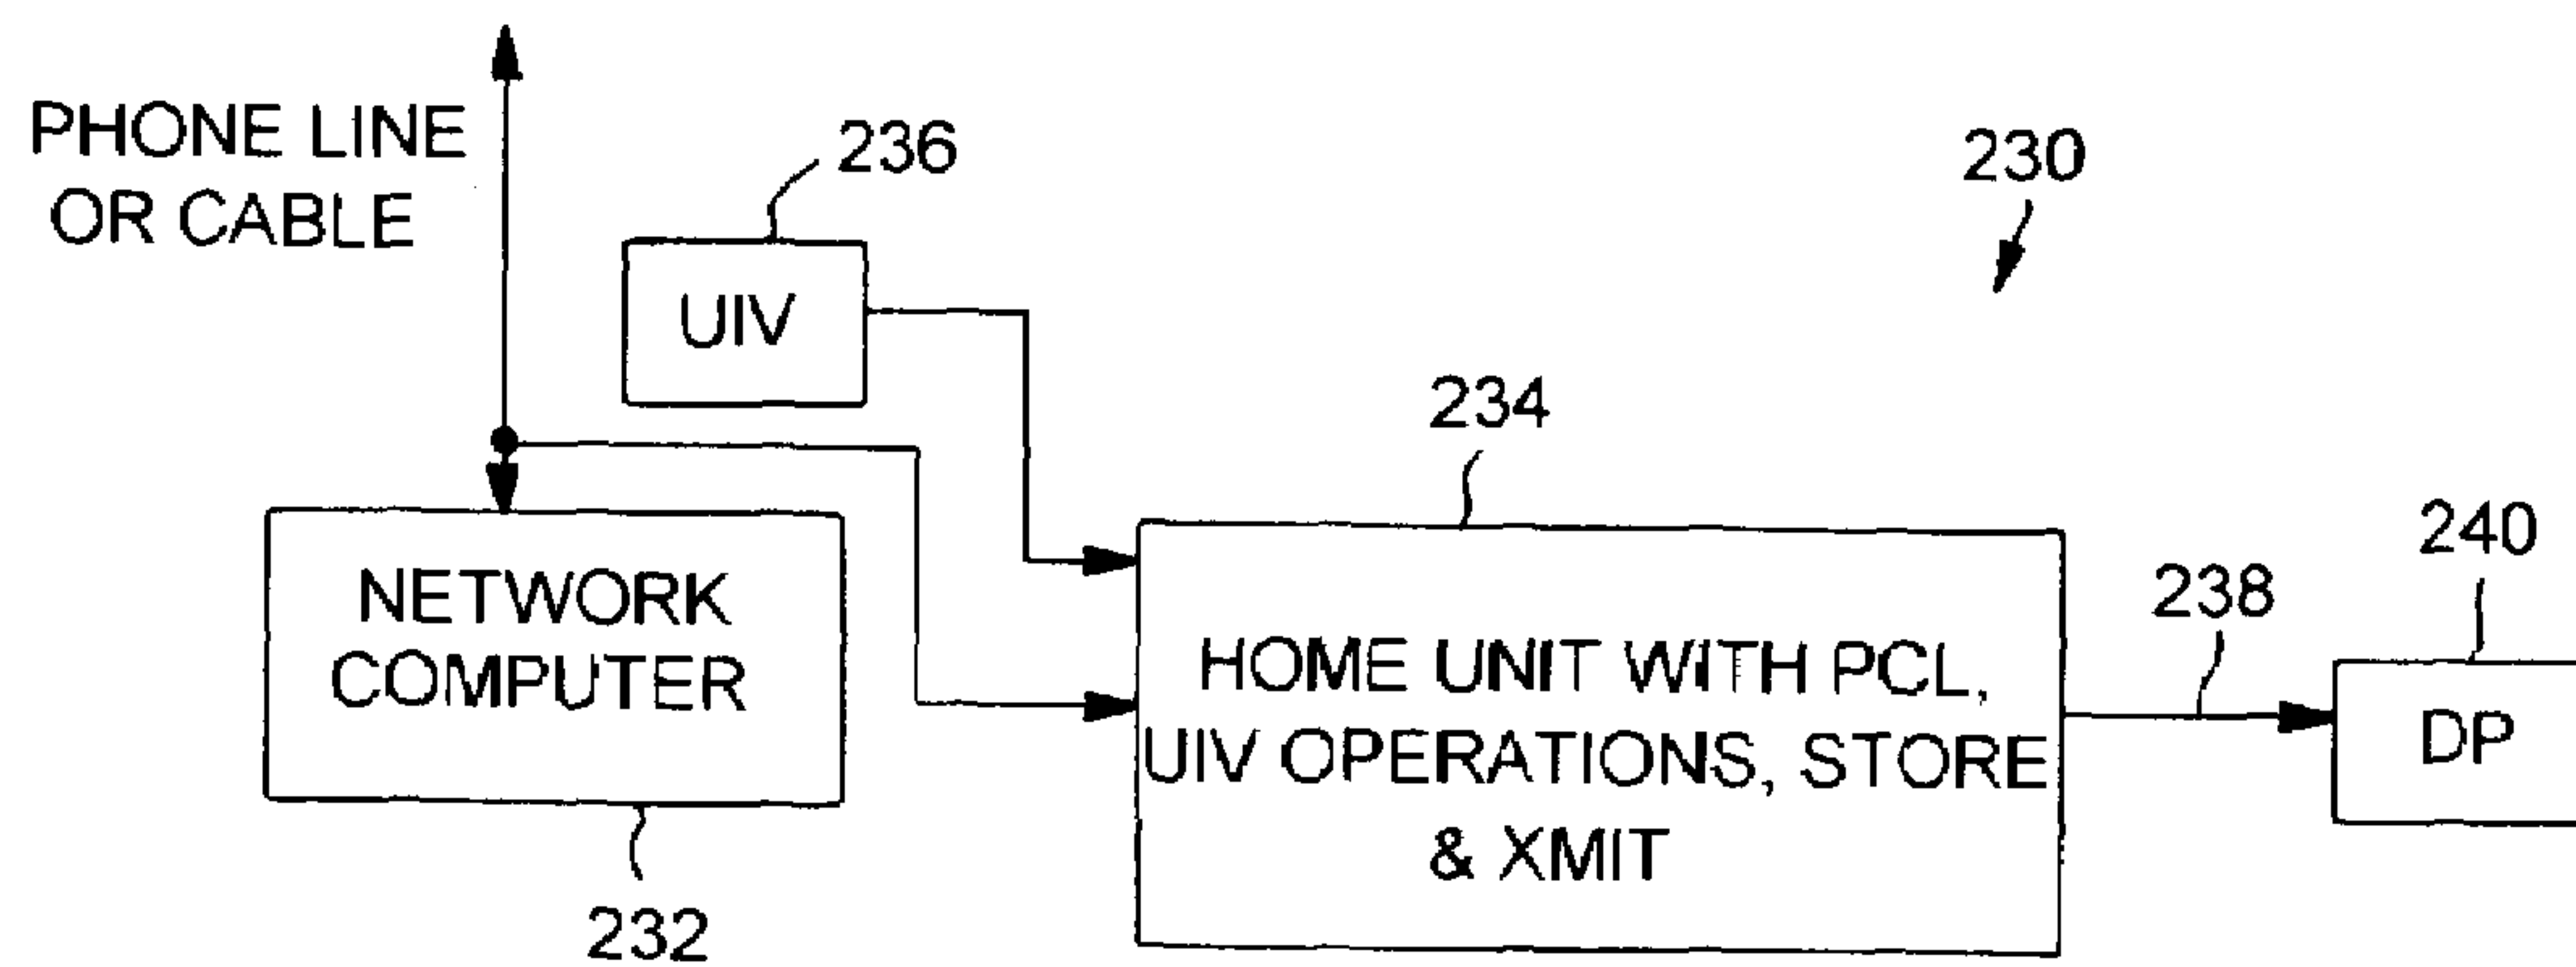 PHONE LINE
OR CABLE
236
UIV
230
234
NETWORK
COMPUTER
232
HOME UNIT WITH PCL,
UIV OPERATIONS, STORE
& XMIT
238
240
DP